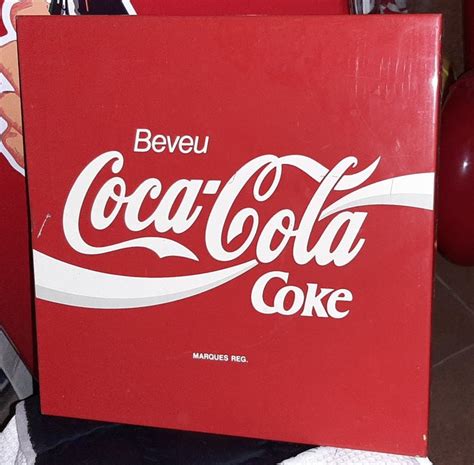 Beveu
Coca-Cola
Coke
MARQUES REG.